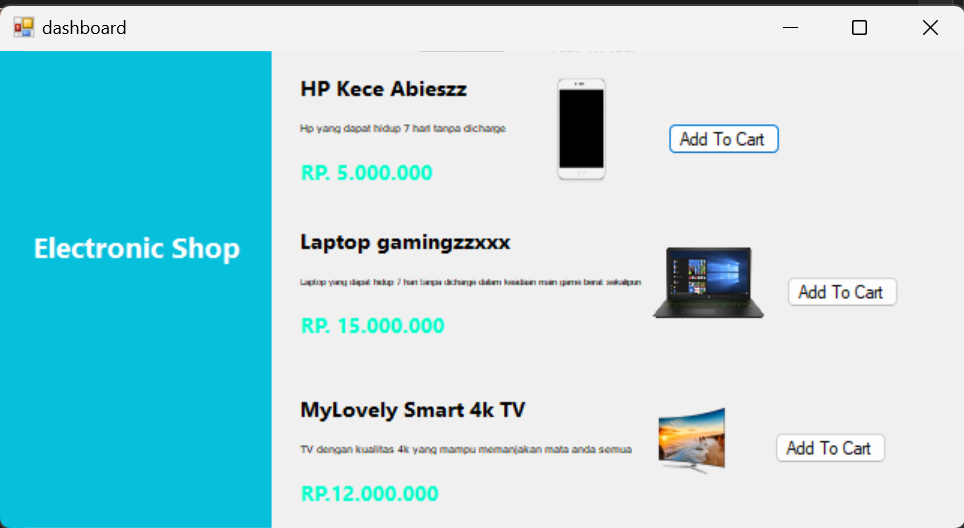 dashboard
HP Kece Abieszz
Hp yang dapat hidup 7 hari tanpa dicharge
Add To Cart
RP. 5.000.000
Electronic Shop
Laptop gamingzzxxx
Laptop yang dapat hidup 7 hari tanpa dicharge dalam keadaan main game berat sekalipun
Add To Cart
RP. 15.000.000
MyLovely Smart 4k TV
TV dengan kualitas 4k yang mampu memanjakan mata anda semua
Add To Cart
RP.12.000.000